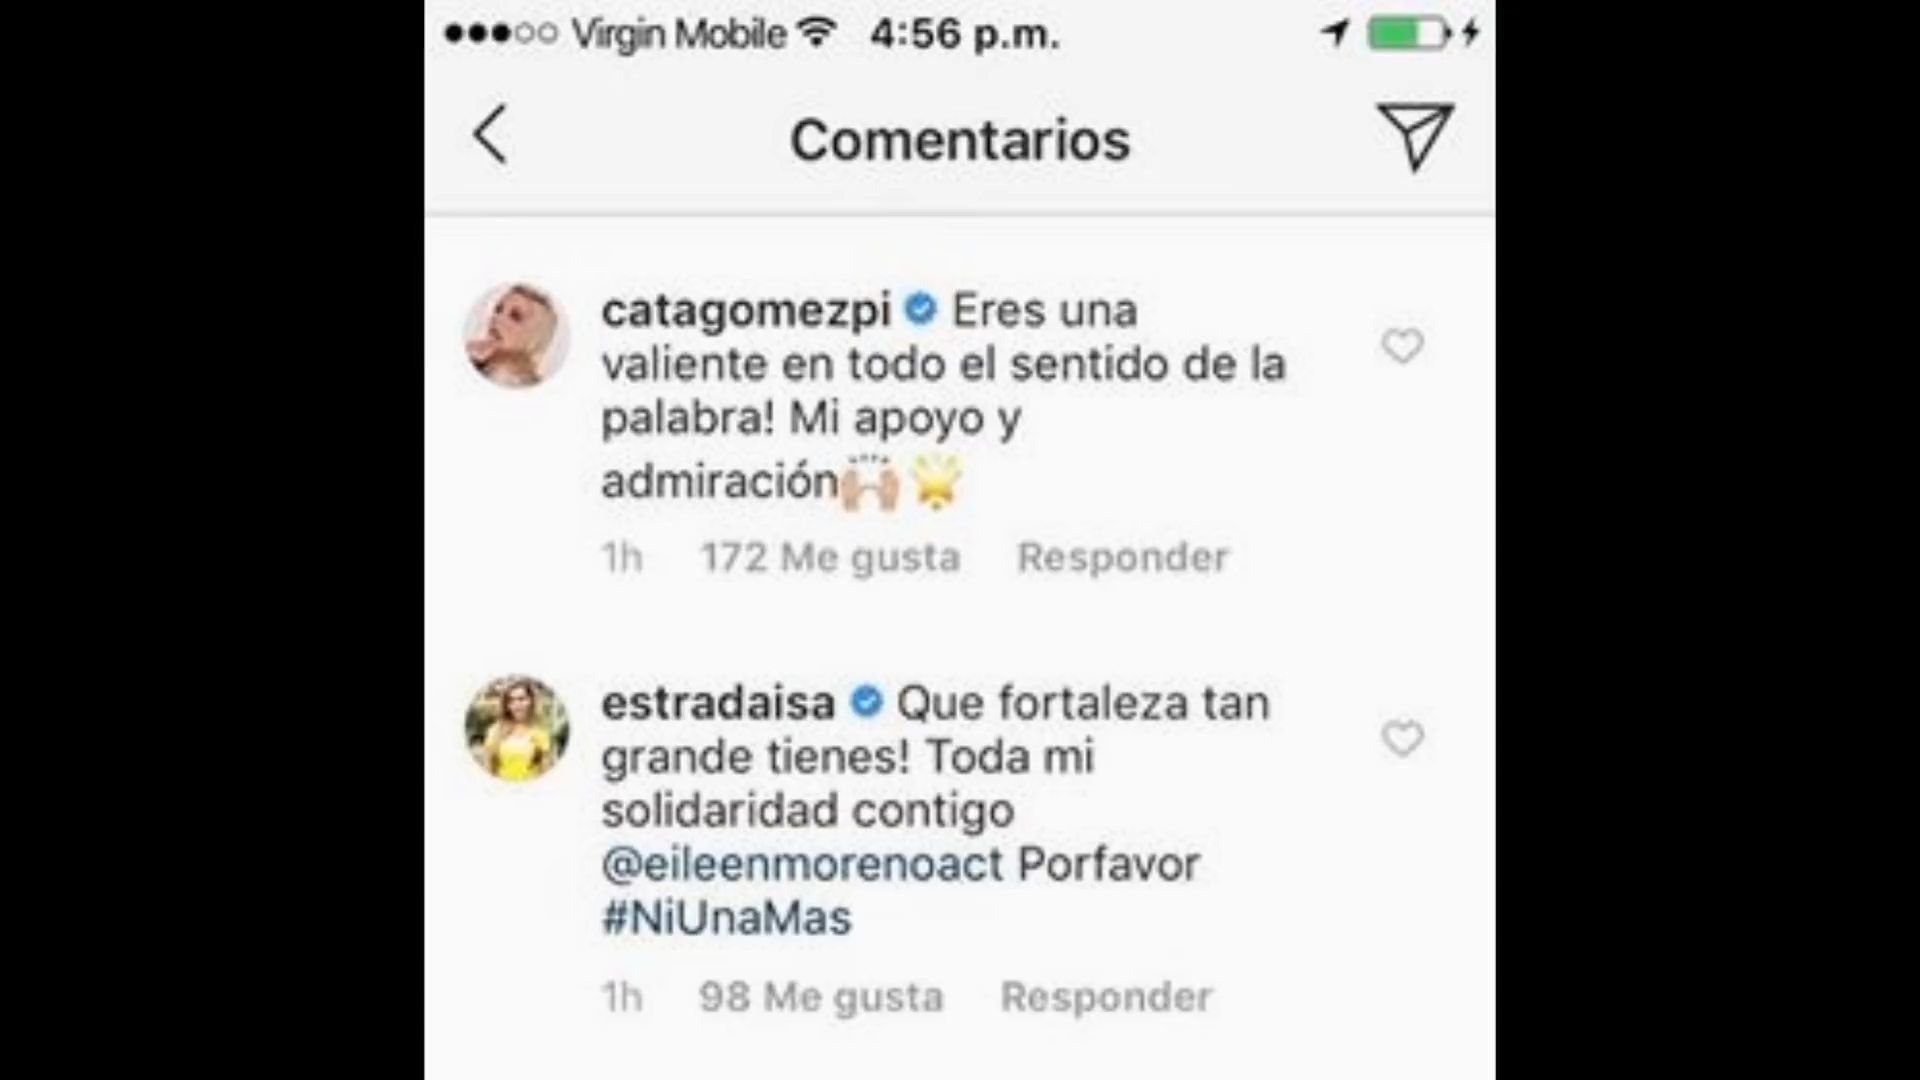 Virgin Mobile 4:56 p.m.
Comentarios
catagomezpi Eres una
valiente en todo el sentido de la
palabra! Mi apoyo y
admiración🙌🏼🌟
1h 172 Me gusta Responder
estradaisa Que fortaleza tan
grande tienes! Toda mi
solidaridad contigo
@eileenmorenoact Porfavor
#NiUnaMas
1h 98 Me gusta Responder